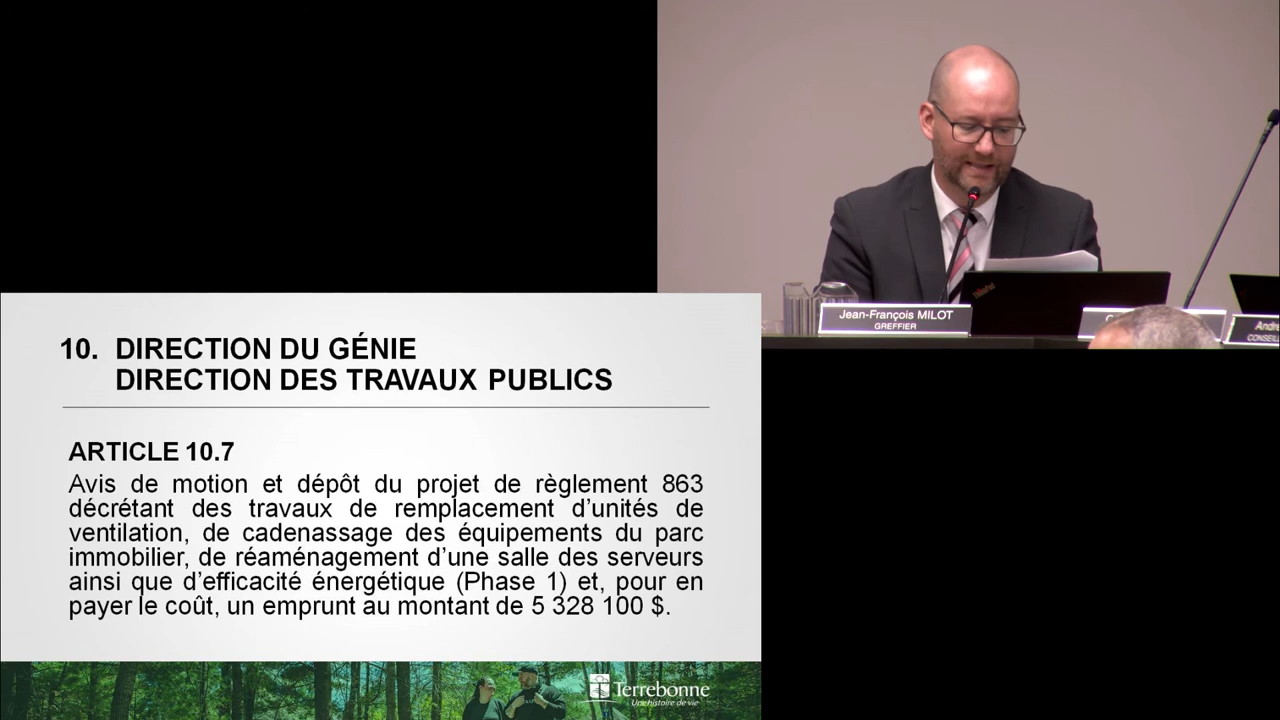 Jean-François MILOT
GREFFIER
CONSEIL
10. DIRECTION DU GÉNIE
DIRECTION DES TRAVAUX PUBLICS
ARTICLE 10.7
Avis de motion et dépôt du projet de règlement 863
décrétant des travaux de remplacement d’unités de
ventilation, de cadenassage des équipements du parc
immobilier, de réaménagement d’une salle des serveurs
ainsi que d’efficacité énergétique (Phase 1) et, pour en
payer le coût, un emprunt au montant de 5 328 100 $.
Terrebonne
Une histoire de vie